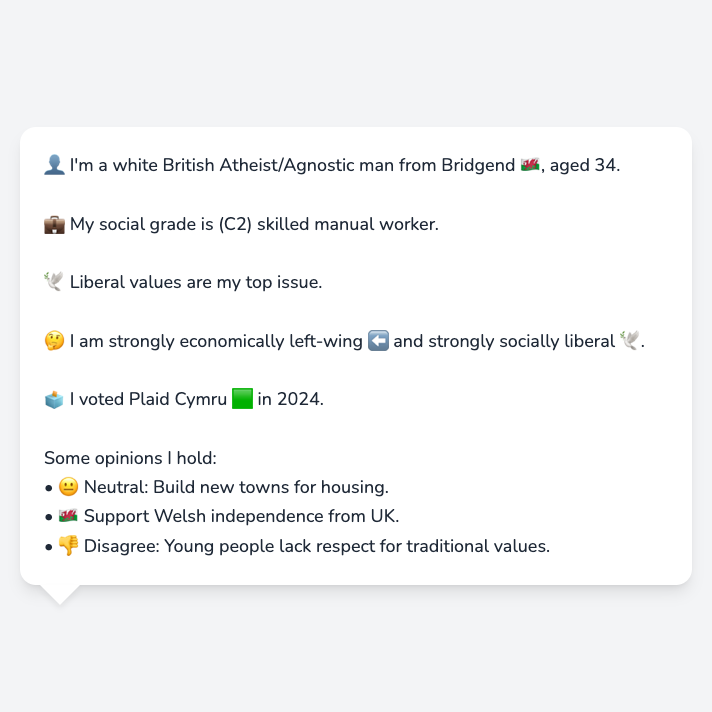 👤 I'm a white British Atheist/Agnostic man from Bridgend 🏴󠁧󠁢󠁷󠁬󠁳󠁿, aged 34.
💼 My social grade is (C2) skilled manual worker.
🕊️ Liberal values are my top issue.
🤔 I am strongly economically left-wing ⬅️ and strongly socially liberal 🕊️.
🗳️ I voted Plaid Cymru 🟩 in 2024.
Some opinions I hold:
• 😐 Neutral: Build new towns for housing.
• 🏴󠁧󠁢󠁷󠁬󠁳󠁿 Support Welsh independence from UK.
• 👎 Disagree: Young people lack respect for traditional values.